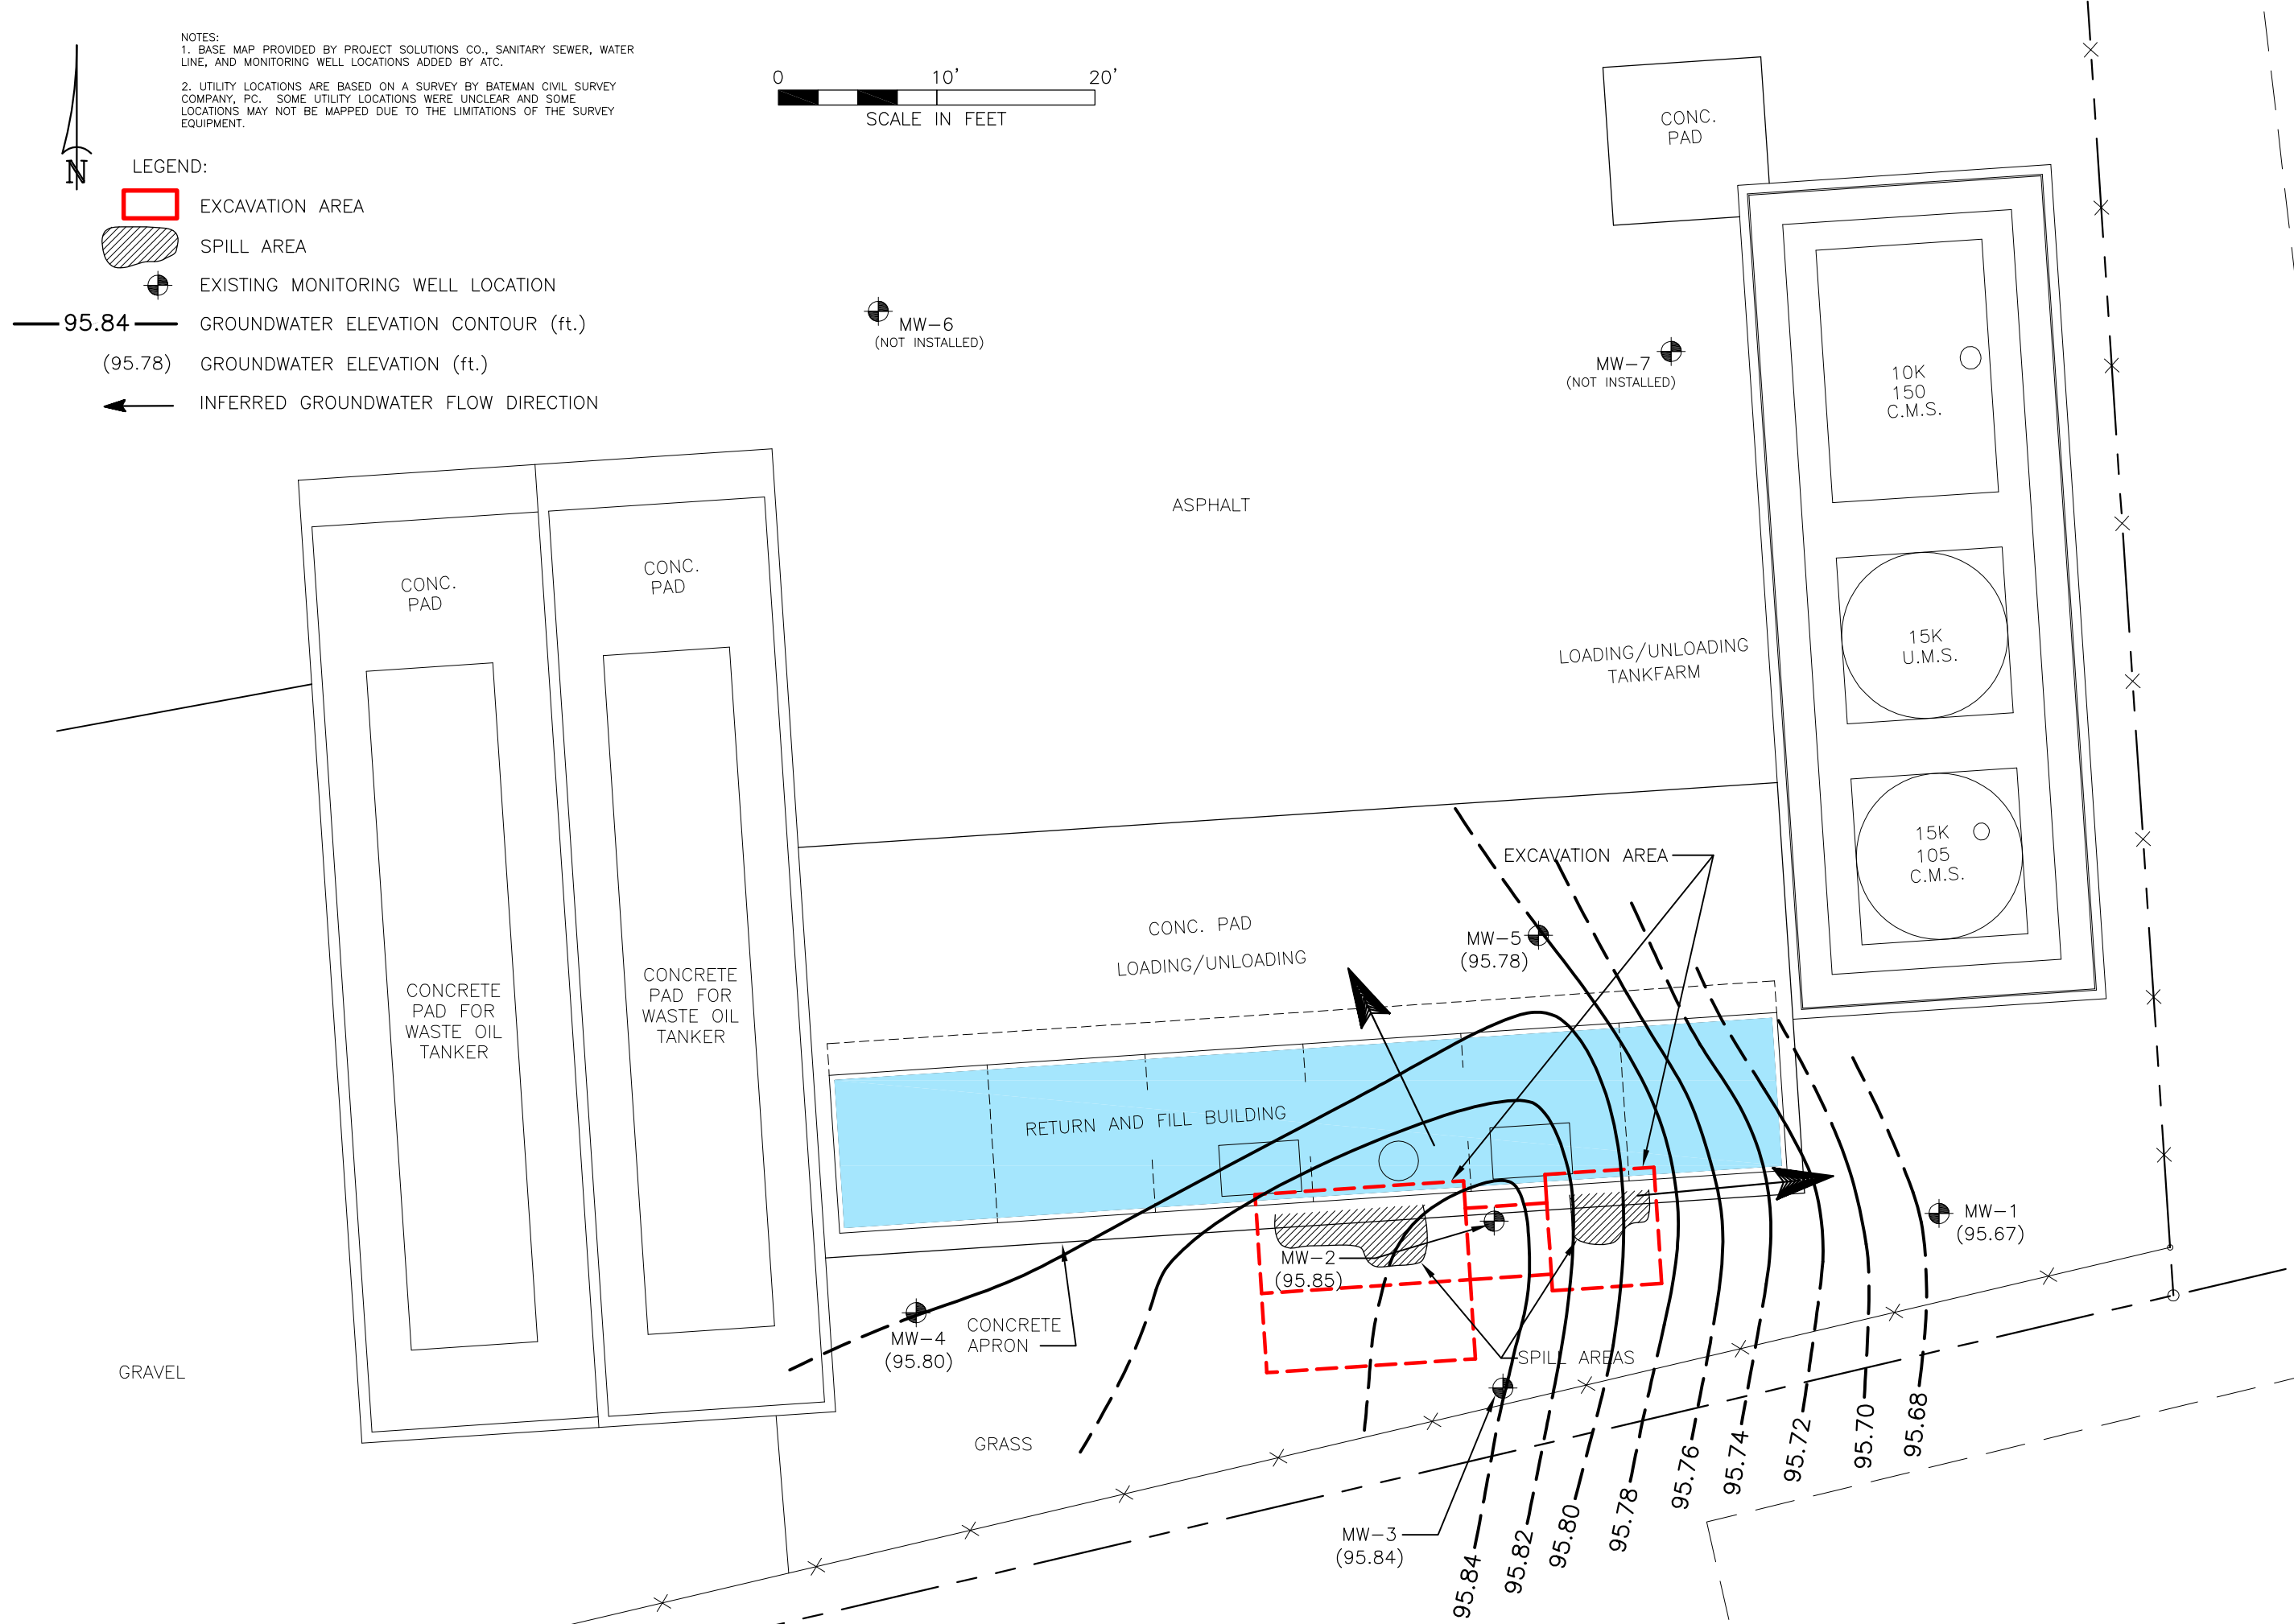 NOTES:
1. BASE MAP PROVIDED BY PROJECT SOLUTIONS CO., SANITARY SEWER, WATER
LINE, AND MONITORING WELL LOCATIONS ADDED BY ATC.
2. UTILITY LOCATIONS ARE BASED ON A SURVEY BY BATEMAN CIVIL SURVEY
COMPANY, PC. SOME UTILITY LOCATIONS WERE UNCLEAR AND SOME
LOCATIONS MAY NOT BE MAPPED DUE TO THE LIMITATIONS OF THE SURVEY
EQUIPMENT.
N
0 10' 20'
SCALE IN FEET
LEGEND:
EXCAVATION AREA
SPILL AREA
EXISTING MONITORING WELL LOCATION
95.84 GROUNDWATER ELEVATION CONTOUR (ft.)
(95.78) GROUNDWATER ELEVATION (ft.)
INFERRED GROUNDWATER FLOW DIRECTION
CONC.
PAD
MW-6
(NOT INSTALLED)
MW-7
(NOT INSTALLED)
10K
150
C.M.S.
ASPHALT
CONC.
PAD
CONC.
PAD
15K
U.M.S.
LOADING/UNLOADING
TANKFARM
15K
105
C.M.S.
EXCAVATION AREA
CONC. PAD
LOADING/UNLOADING
MW-5
(95.78)
CONCRETE
PAD FOR
WASTE OIL
TANKER
CONCRETE
PAD FOR
WASTE OIL
TANKER
RETURN AND FILL BUILDING
MW-1
(95.67)
MW-2
(95.85)
MW-4
(95.80)
CONCRETE
APRON
SPILL AREAS
GRAVEL
GRASS
MW-3
(95.84)
95.84
95.82
95.80
95.78
95.76
95.74
95.72
95.70
95.68